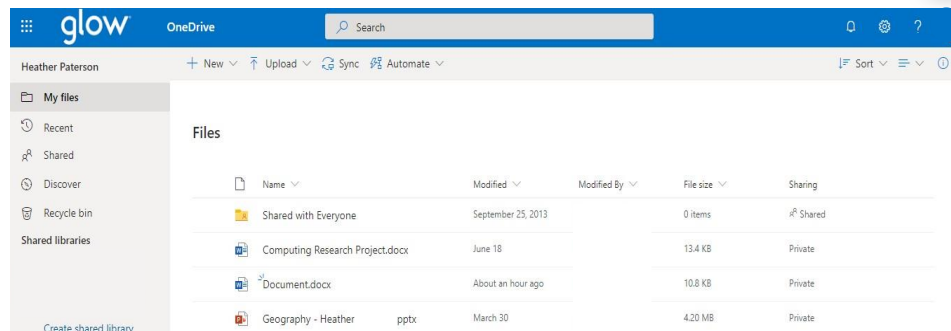 glow OneDrive Search ?
Heather Paterson + New Upload Sync Automate Sort
My files
Recent
Files
Shared
Discover
Name Modified Modified By File size Sharing
Recycle bin
Shared with Everyone September 25, 2013 0 items Shared
Shared libraries
Computing Research Project.docx June 18 13.4 KB Private
Document.docx About an hour ago 10.8 KB Private
Geography - Heather pptx March 30 4.20 MB Private
Create shared library